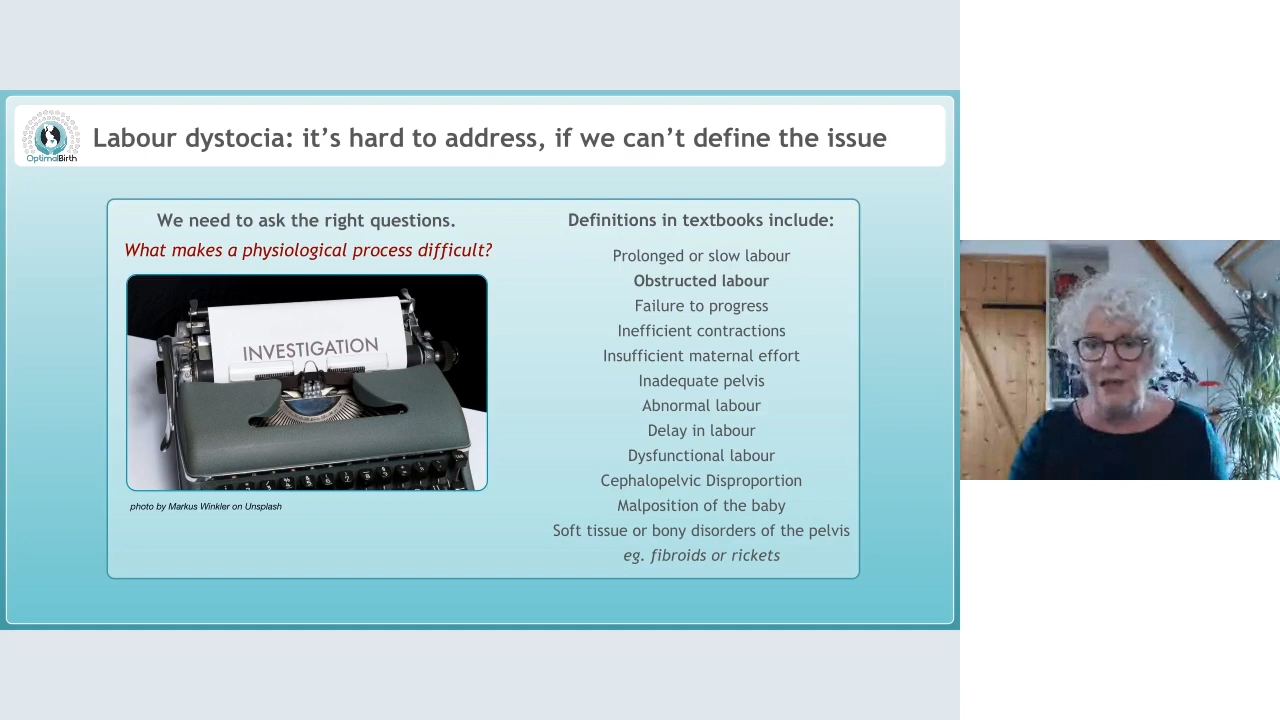 OptimalBirth
Labour dystocia: it’s hard to address, if we can’t define the issue
We need to ask the right questions.
What makes a physiological process difficult?
INVESTIGATION
photo by Markus Winkler on Unsplash
Definitions in textbooks include:
Prolonged or slow labour
Obstructed labour
Failure to progress
Inefficient contractions
Insufficient maternal effort
Inadequate pelvis
Abnormal labour
Delay in labour
Dysfunctional labour
Cephalopelvic Disproportion
Malposition of the baby
Soft tissue or bony disorders of the pelvis
eg. fibroids or rickets